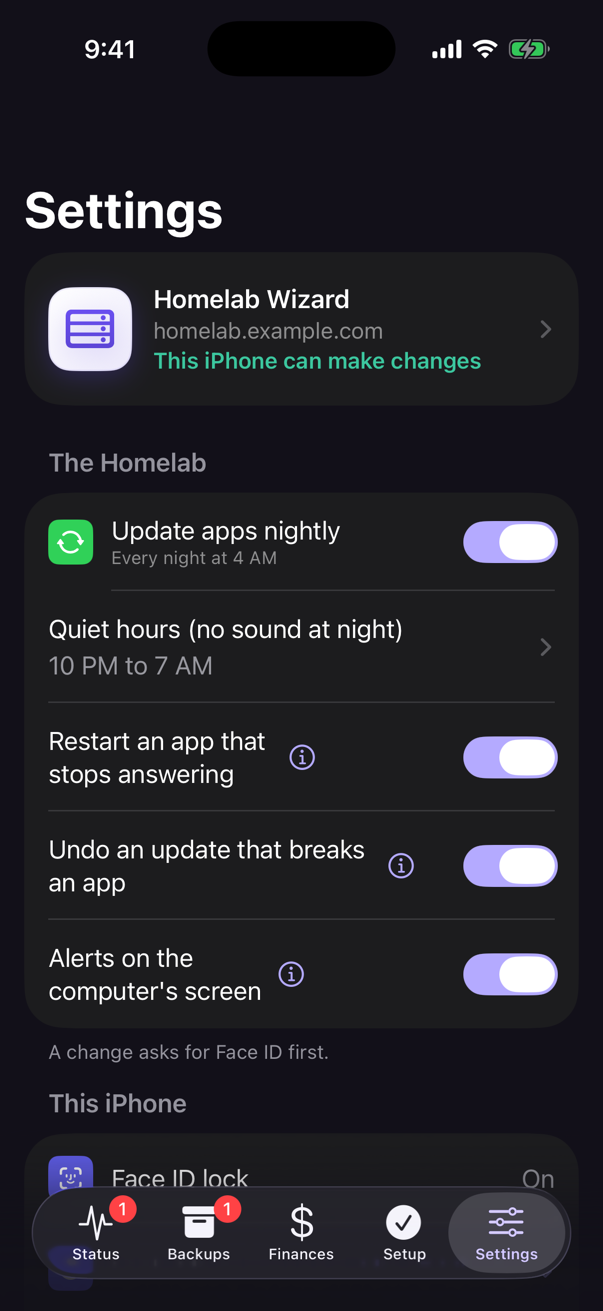 9:41
Settings
Homelab Wizard
homelab.example.com
This iPhone can make changes
The Homelab
Update apps nightly
Every night at 4 AM
Quiet hours (no sound at night)
10 PM to 7 AM
Restart an app that
stops answering
Undo an update that breaks
an app
Alerts on the
computer's screen
A change asks for Face ID first.
This iPhone
Face ID lock
On
1
1
Status
Backups
Finances
Setup
Settings